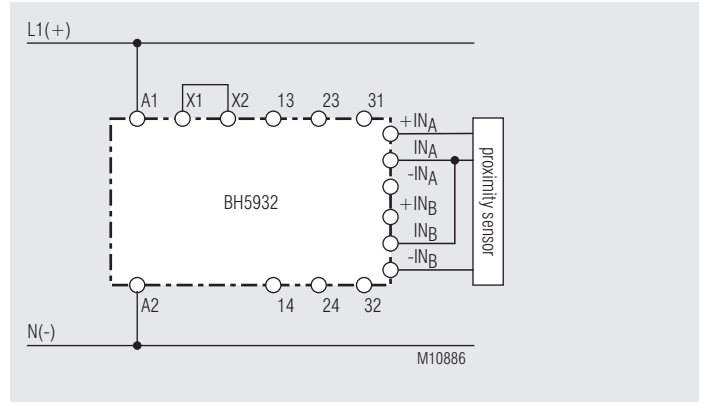 L1(+)
A1 X1 X2 13 23 31
+INA
INA
-INA
+INB
INB
-INB
proximity sensor
BH5932
A2 14 24 32
N(-)
M10886